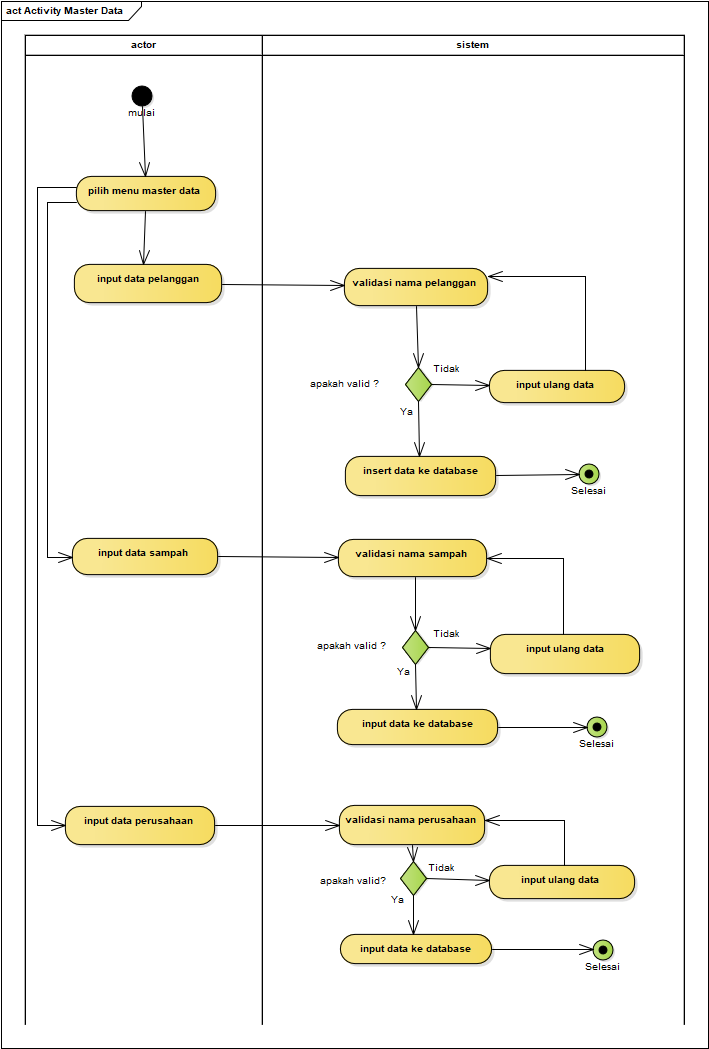 act Activity Master Data
actor
sistem
mulai
pilih menu master data
input data pelanggan
validasi nama pelanggan
Tidak
apakah valid ?
input ulang data
Ya
insert data ke database
Selesai
input data sampah
validasi nama sampah
Tidak
apakah valid ?
input ulang data
Ya
input data ke database
Selesai
input data perusahaan
validasi nama perusahaan
Tidak
apakah valid?
input ulang data
Ya
input data ke database
Selesai